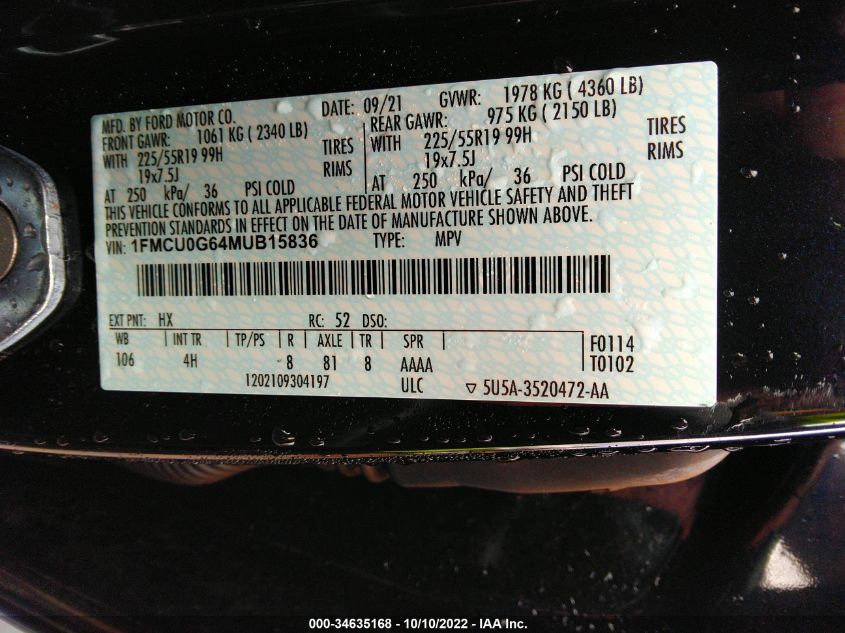 MFD. BY FORD MOTOR CO. DATE: 09/21 GVWR: 1978 KG ( 4360 LB)
FRONT GAWR: 1061 KG ( 2340 LB) REAR GAWR: 975 KG ( 2150 LB)
WITH 225/55R19 99H TIRES WITH 225/55R19 99H TIRES
19x7.5J RIMS 19x7.5J RIMS
AT 250 kPa/ 36 PSI COLD AT 250 kPa/ 36 PSI COLD
THIS VEHICLE CONFORMS TO ALL APPLICABLE FEDERAL MOTOR VEHICLE SAFETY AND THEFT
PREVENTION STANDARDS IN EFFECT ON THE DATE OF MANUFACTURE SHOWN ABOVE.
VIN: 1FMCU0G64MUB15836 TYPE: MPV
EXT PNT: HX RC: 52 DSO:
WB INT TR TP/PS R AXLE TR SPR F0114
106 4H 8 81 8 AAAA T0102
1202109304197 ULC ▽ 5U5A-3520472-AA
000-34635168 - 10/10/2022 - IAA Inc.